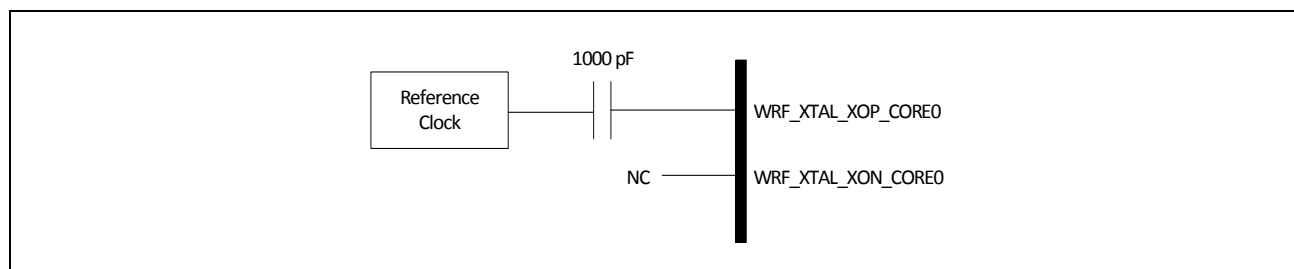 1000 pF
Reference
Clock
WRF_XTAL_XOP_CORE0
NC
WRF_XTAL_XON_CORE0